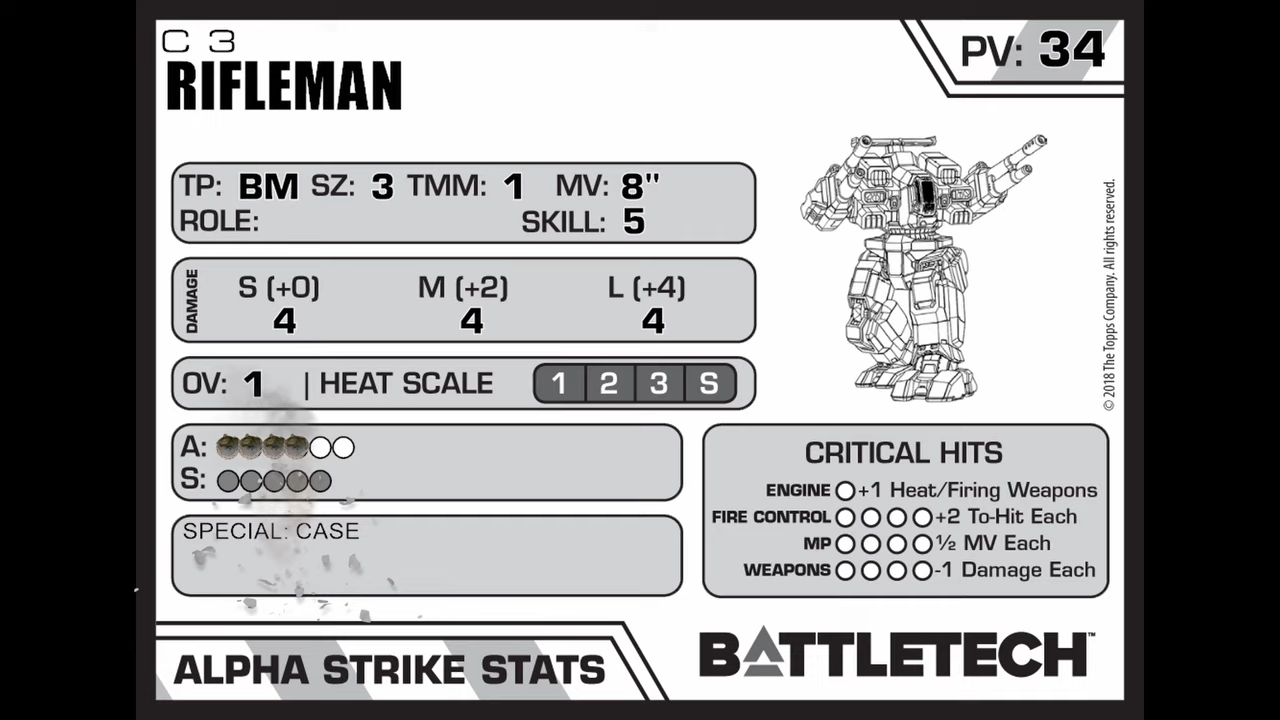 C 3
RIFLEMAN
PV: 34
TP: BM SZ: 3 TMM: 1 MV: 8"
ROLE: SKILL: 5
DAMAGE
S (+0) M (+2) L (+4)
4 4 4
OV: 1 | HEAT SCALE 1 2 3 S
A:
S:
SPECIAL: CASE
© 2018 The Topps Company. All rights reserved.
CRITICAL HITS
ENGINE +1 Heat/Firing Weapons
FIRE CONTROL +2 To-Hit Each
MP ½ MV Each
WEAPONS -1 Damage Each
ALPHA STRIKE STATS
BATTLETECH™